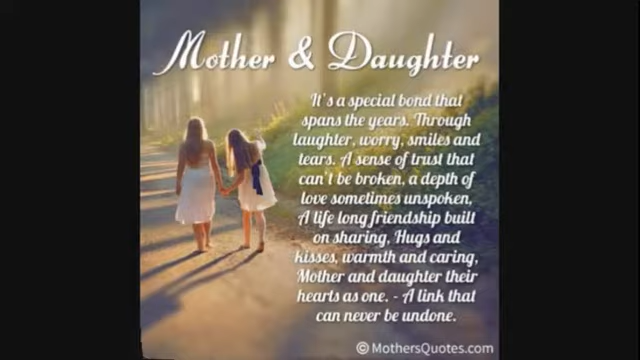 Mother & Daughter
It's a special bond that
spans the years. Through
laughter, worry, smiles and
tears. A sense of trust that
can't be broken, a depth of
love sometimes unspoken,
A life long friendship built
on sharing, Hugs and
kisses, warmth and caring,
Mother and daughter their
hearts as one. - A link that
can never be undone.
© MothersQuotes.com